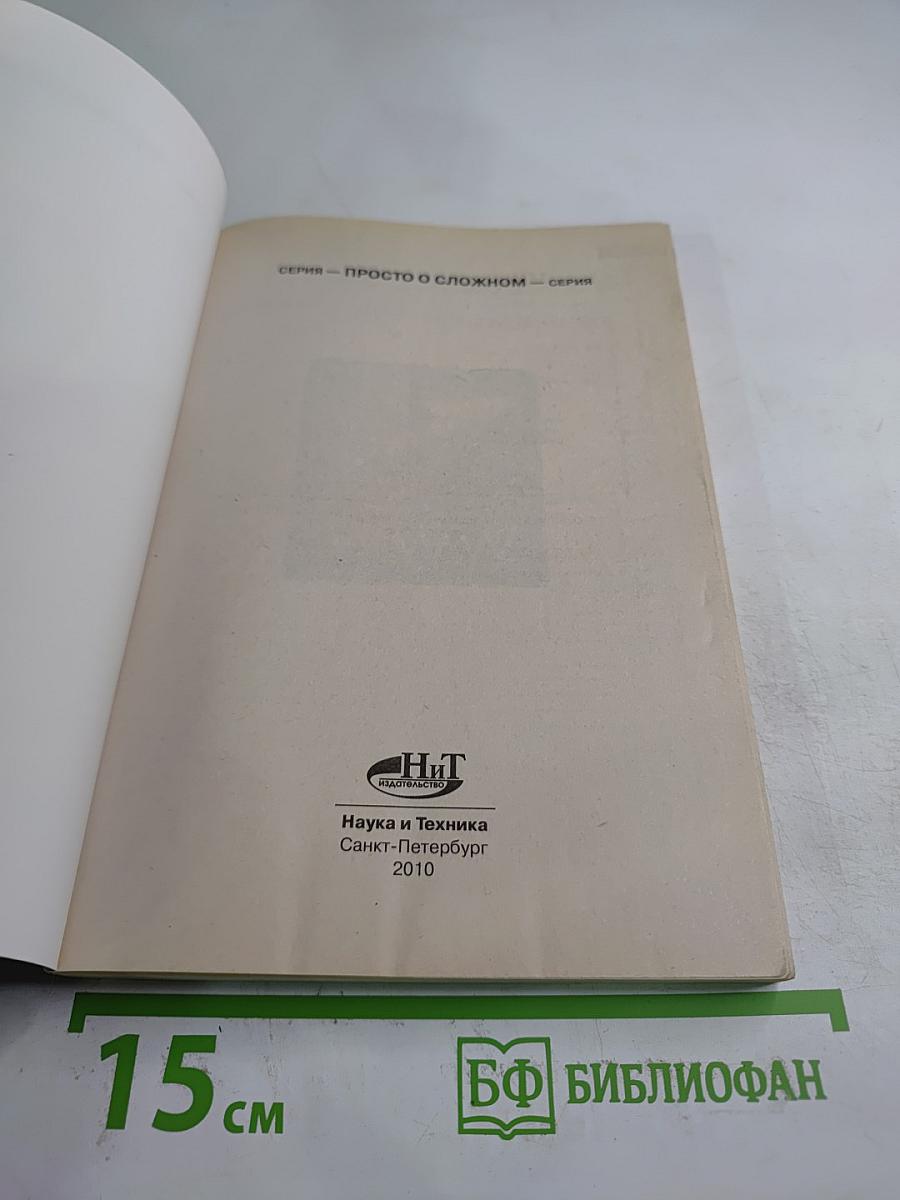 СЕРИЯ — ПРОСТО О СЛОЖНОМ — СЕРИЯ
НиТ
ИЗДАТЕЛЬСТВО
Наука и Техника
Санкт-Петербург
2010
15 см
БФ БИБЛИОФАН